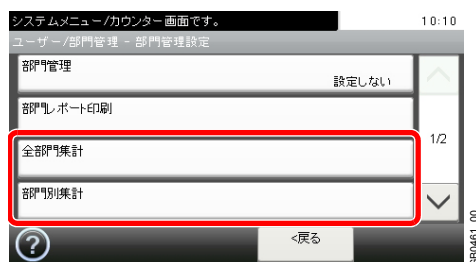 システムメニュー/カウンター画面です。 10:10
ユーザー/部門管理 - 部門管理設定
部門管理
設定しない
部門レポート印刷
全部門集計
1/2
部門別集計
<戻る
?